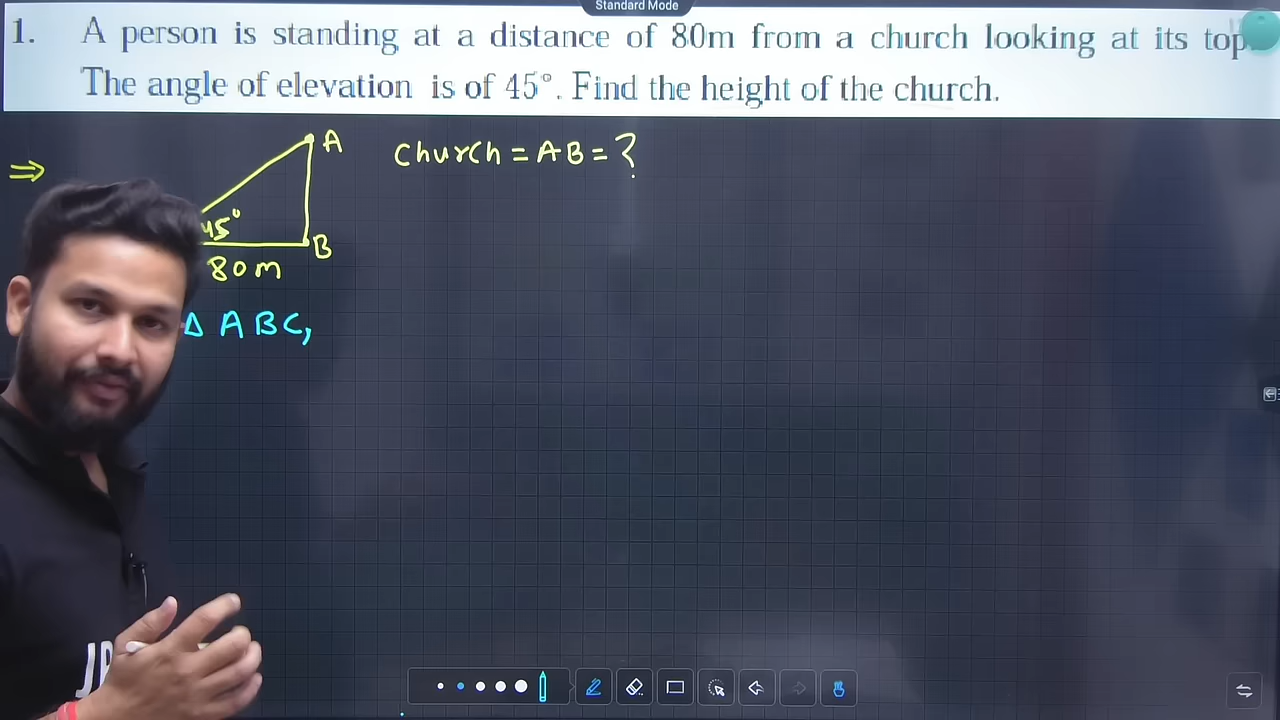 Standard Mode
1. A person is standing at a distance of 80m from a church looking at its top.
The angle of elevation is of 45°. Find the height of the church.
⇒
A
Church = AB = ?
45°
B
80m
Δ ABC,